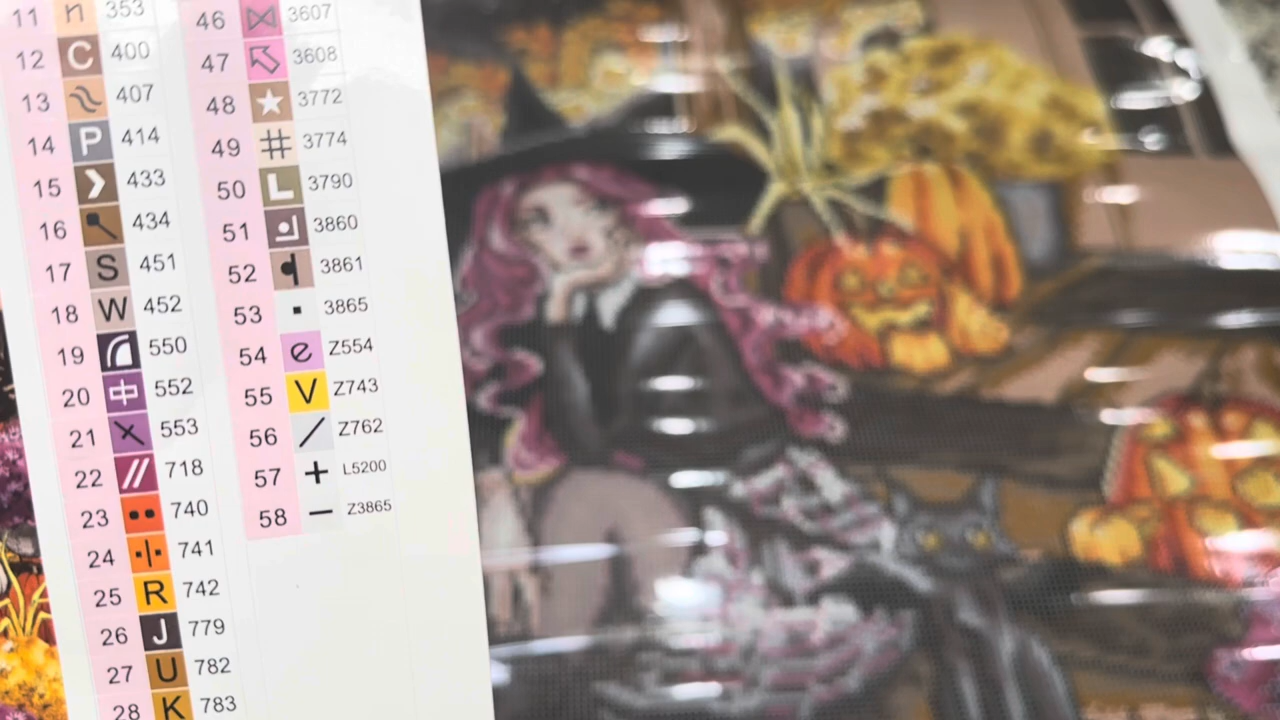 11 n 353
12 C 400
13 407
14 P 414
15 433
16 434
17 S 451
18 W 452
19 550
20 中 552
21 553
22 // 718
23 740
24 741
25 R 742
26 J 779
27 U 782
28 K 783
46 3607
47 3608
48 ★ 3772
49 # 3774
50 L 3790
51 3860
52 3861
53 ▪ 3865
54 e Z554
55 V Z743
56 / Z762
57 + L5200
58 – Z3865